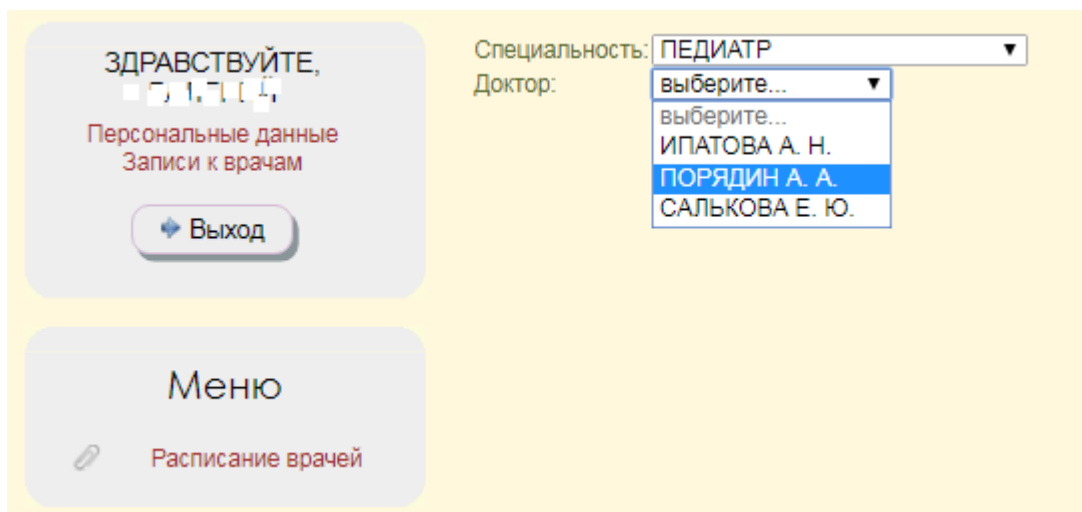 ЗДРАВСТВУЙТЕ,
Персональные данные
Записи к врачам
Выход
Меню
Расписание врачей
Специальность: ПЕДИАТР
Доктор: выберите...
выберите...
ИПАТОВА А. Н.
ПОРЯДИН А. А.
САЛЬКОВА Е. Ю.